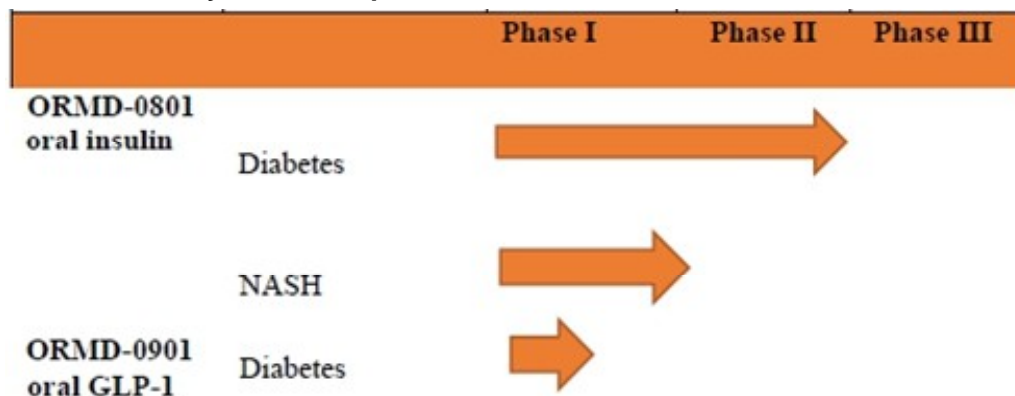 Phase I Phase II Phase III
ORMD-0801
oral insulin
Diabetes
NASH
ORMD-0901
oral GLP-1
Diabetes